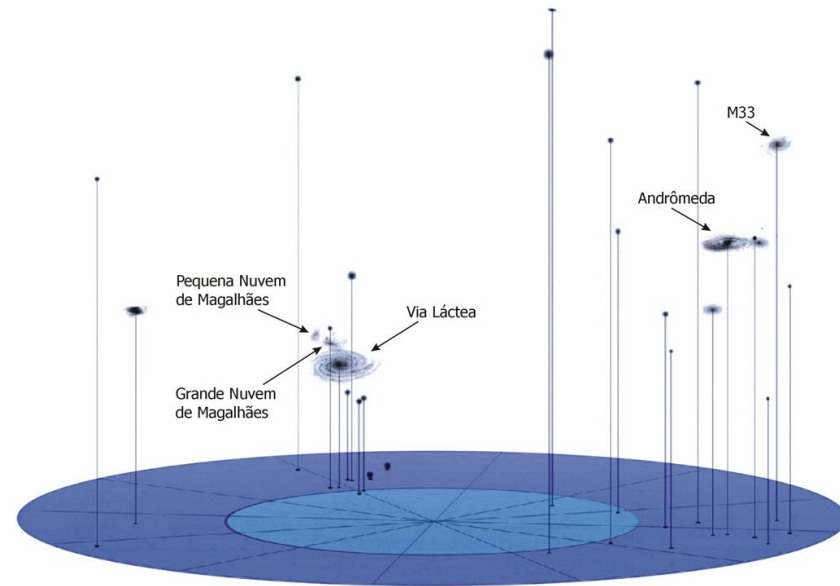 M33
Andrômeda
Pequena Nuvem
de Magalhães
Via Láctea
Grande Nuvem
de Magalhães